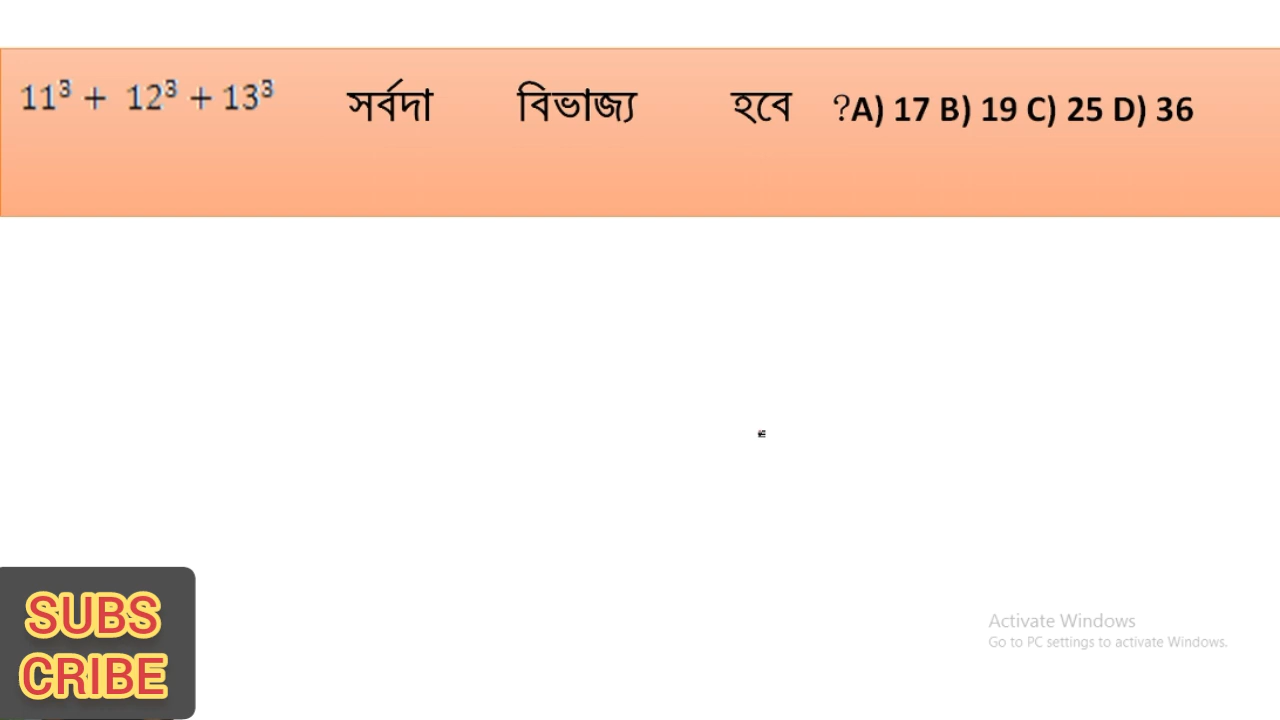 11³ + 12³ + 13³ সর্বদা বিভাজ্য হবে ?A) 17 B) 19 C) 25 D) 36
SUBS
CRIBE
Activate Windows
Go to PC settings to activate Windows.